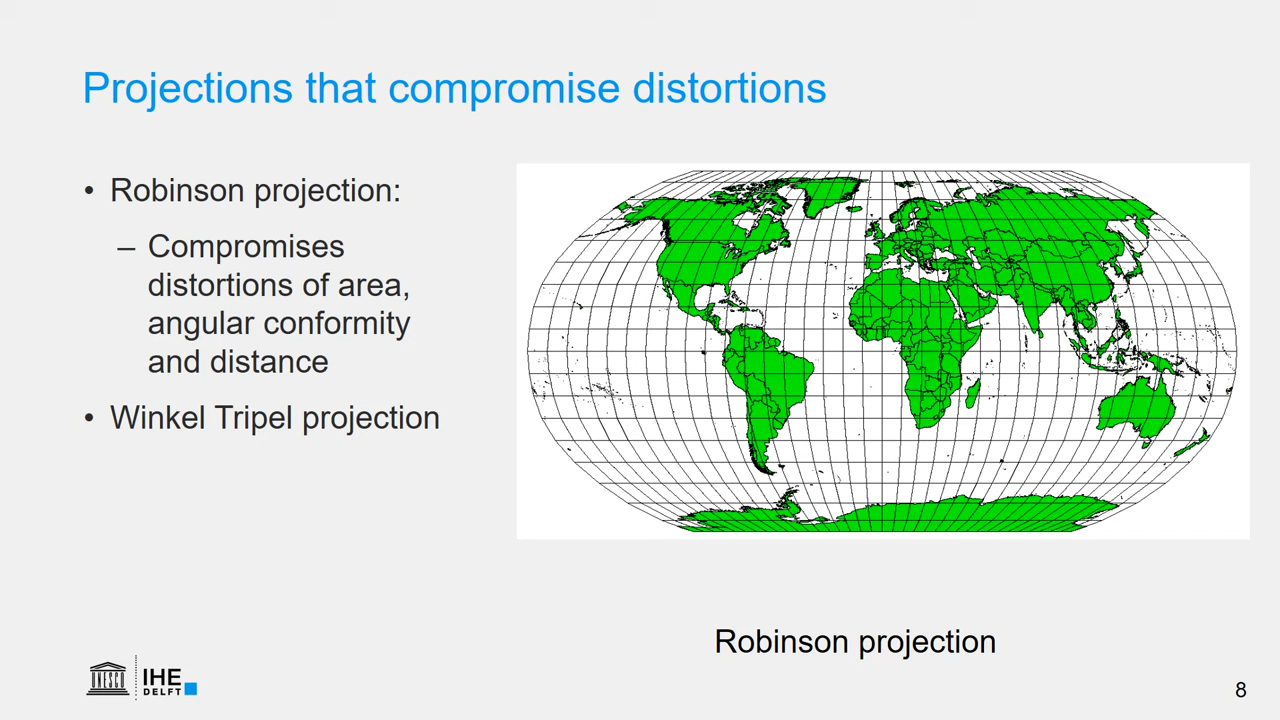 Projections that compromise distortions
• Robinson projection:
– Compromises
distortions of area,
angular conformity
and distance
• Winkel Tripel projection
Robinson projection
UNESCO
IHE
DELFT
8